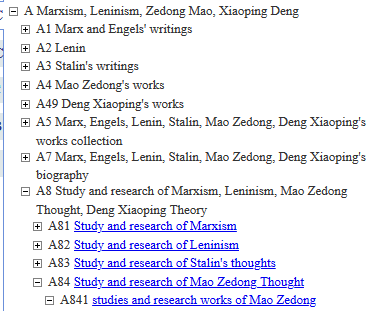 A Marxism, Leninism, Zedong Mao, Xiaoping Deng
A1 Marx and Engels' writings
A2 Lenin
A3 Stalin's writings
A4 Mao Zedong's works
A49 Deng Xiaoping's works
A5 Marx, Engels, Lenin, Stalin, Mao Zedong, Deng Xiaoping's
works collection
A7 Marx, Engels, Lenin, Stalin, Mao Zedong, Deng Xiaoping's
biography
A8 Study and research of Marxism, Leninism, Mao Zedong
Thought, Deng Xiaoping Theory
A81 Study and research of Marxism
A82 Study and research of Leninism
A83 Study and research of Stalin's thoughts
A84 Study and research of Mao Zedong Thought
A841 studies and research works of Mao Zedong